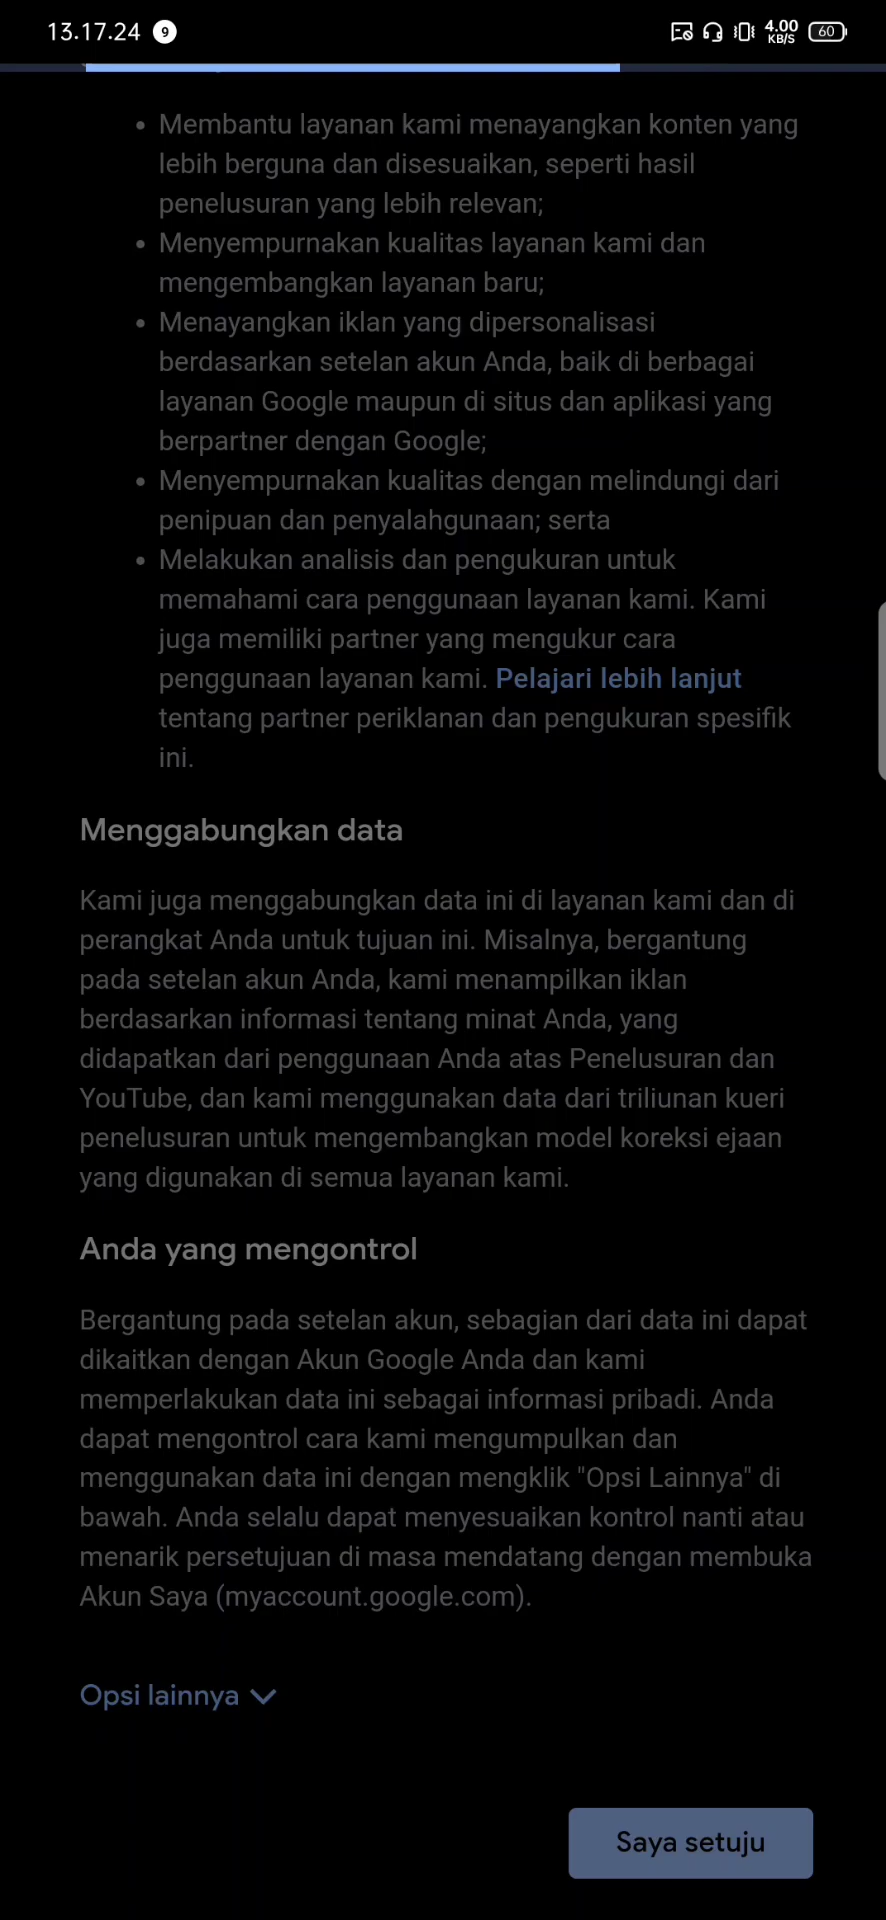 13.17.24 9 4.00 KB/S 60
Membantu layanan kami menayangkan konten yang
lebih berguna dan disesuaikan, seperti hasil
penelusuran yang lebih relevan;
Menyempurnakan kualitas layanan kami dan
mengembangkan layanan baru;
Menayangkan iklan yang dipersonalisasi
berdasarkan setelan akun Anda, baik di berbagai
layanan Google maupun di situs dan aplikasi yang
berpartner dengan Google;
Menyempurnakan kualitas dengan melindungi dari
penipuan dan penyalahgunaan; serta
Melakukan analisis dan pengukuran untuk
memahami cara penggunaan layanan kami. Kami
juga memiliki partner yang mengukur cara
penggunaan layanan kami. Pelajari lebih lanjut
tentang partner periklanan dan pengukuran spesifik
ini.
Menggabungkan data
Kami juga menggabungkan data ini di layanan kami dan di
perangkat Anda untuk tujuan ini. Misalnya, bergantung
pada setelan akun Anda, kami menampilkan iklan
berdasarkan informasi tentang minat Anda, yang
didapatkan dari penggunaan Anda atas Penelusuran dan
YouTube, dan kami menggunakan data dari triliunan kueri
penelusuran untuk mengembangkan model koreksi ejaan
yang digunakan di semua layanan kami.
Anda yang mengontrol
Bergantung pada setelan akun, sebagian dari data ini dapat
dikaitkan dengan Akun Google Anda dan kami
memperlakukan data ini sebagai informasi pribadi. Anda
dapat mengontrol cara kami mengumpulkan dan
menggunakan data ini dengan mengklik "Opsi Lainnya" di
bawah. Anda selalu dapat menyesuaikan kontrol nanti atau
menarik persetujuan di masa mendatang dengan membuka
Akun Saya (myaccount.google.com).
Opsi lainnya
Saya setuju